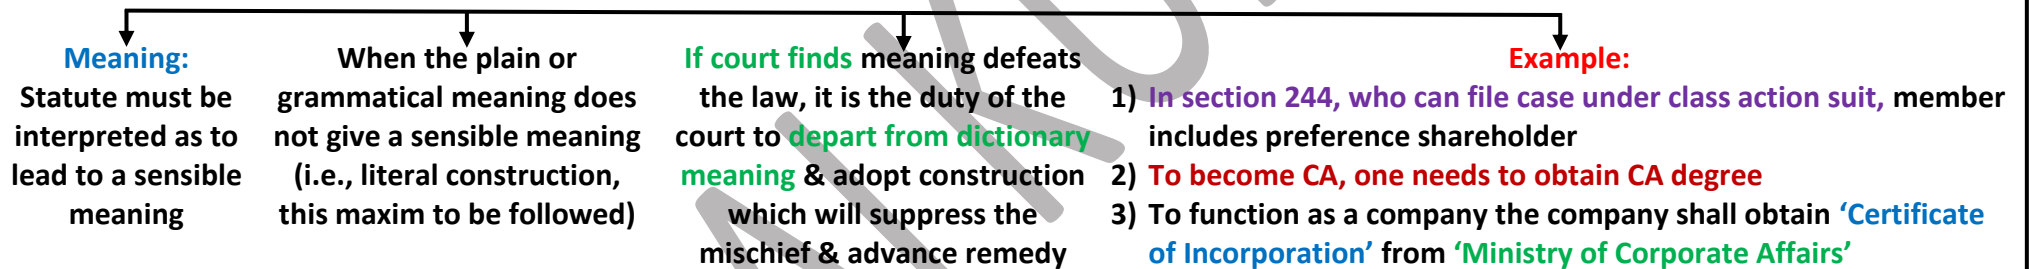 Meaning:
Statute must be
interpreted as to
lead to a sensible
meaning
When the plain or
grammatical meaning does
not give a sensible meaning
(i.e., literal construction,
this maxim to be followed)
If court finds meaning defeats
the law, it is the duty of the
court to depart from dictionary
meaning & adopt construction
which will suppress the
mischief & advance remedy
Example:
1) In section 244, who can file case under class action suit, member
includes preference shareholder
2) To become CA, one needs to obtain CA degree
3) To function as a company the company shall obtain ‘Certificate
of Incorporation’ from ‘Ministry of Corporate Affairs’